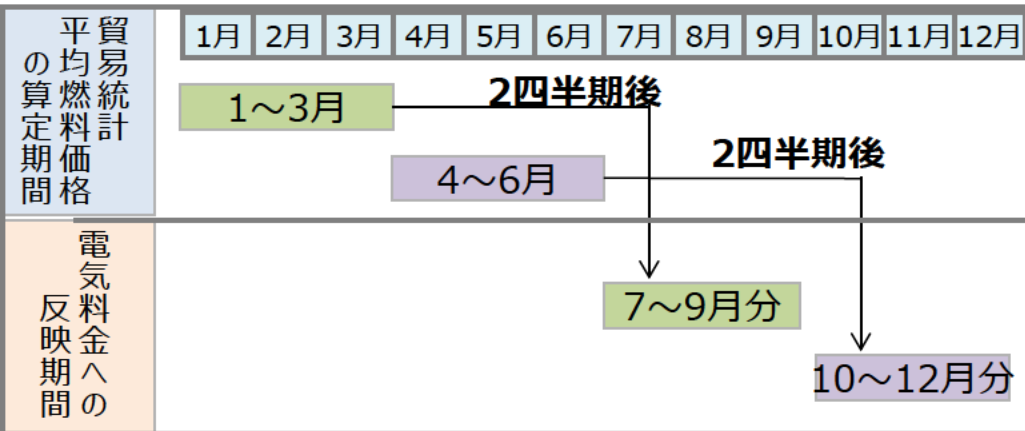 貿易統計
平均燃料価格
の算定期間
1月 2月 3月 4月 5月 6月 7月 8月 9月 10月 11月 12月
1～3月
2四半期後
4～6月
2四半期後
電気料金への
反映期間
7～9月分
10～12月分